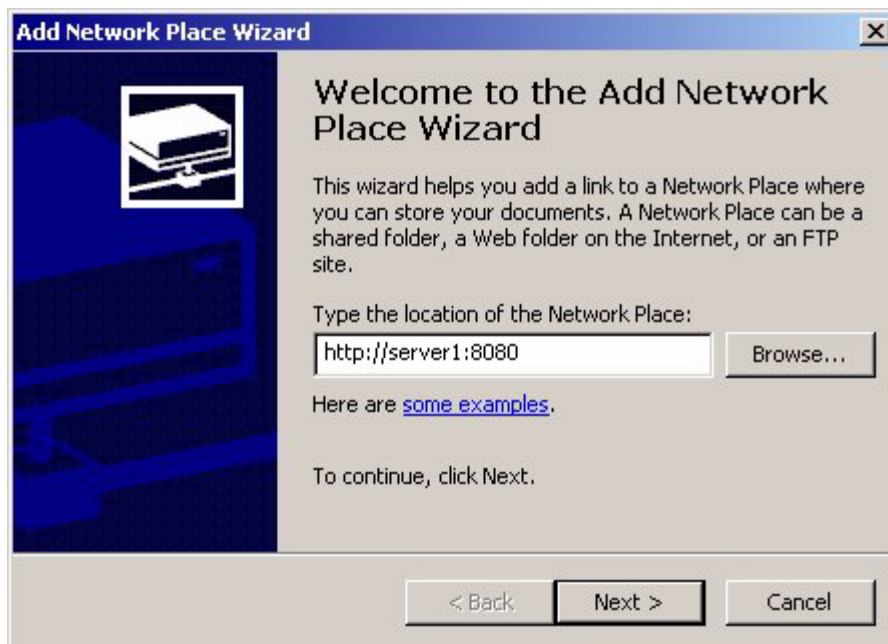 Add Network Place Wizard
Welcome to the Add Network
Place Wizard
This wizard helps you add a link to a Network Place where
you can store your documents. A Network Place can be a
shared folder, a Web folder on the Internet, or an FTP
site.
Type the location of the Network Place:
http://server1:8080
Browse...
Here are some examples.
To continue, click Next.
< Back
Next >
Cancel